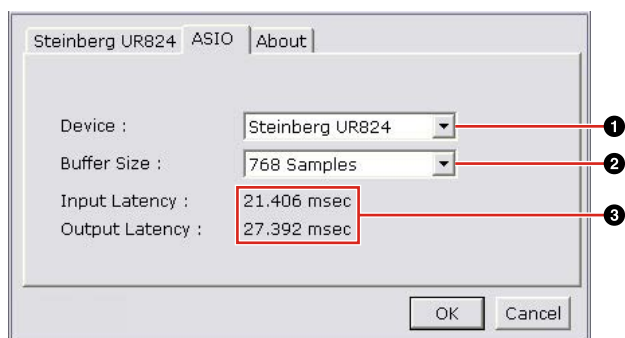 Steinberg UR824 ASIO About
Device : Steinberg UR824 1
Buffer Size : 768 Samples 2
Input Latency : 21.406 msec
Output Latency : 27.392 msec 3
OK Cancel